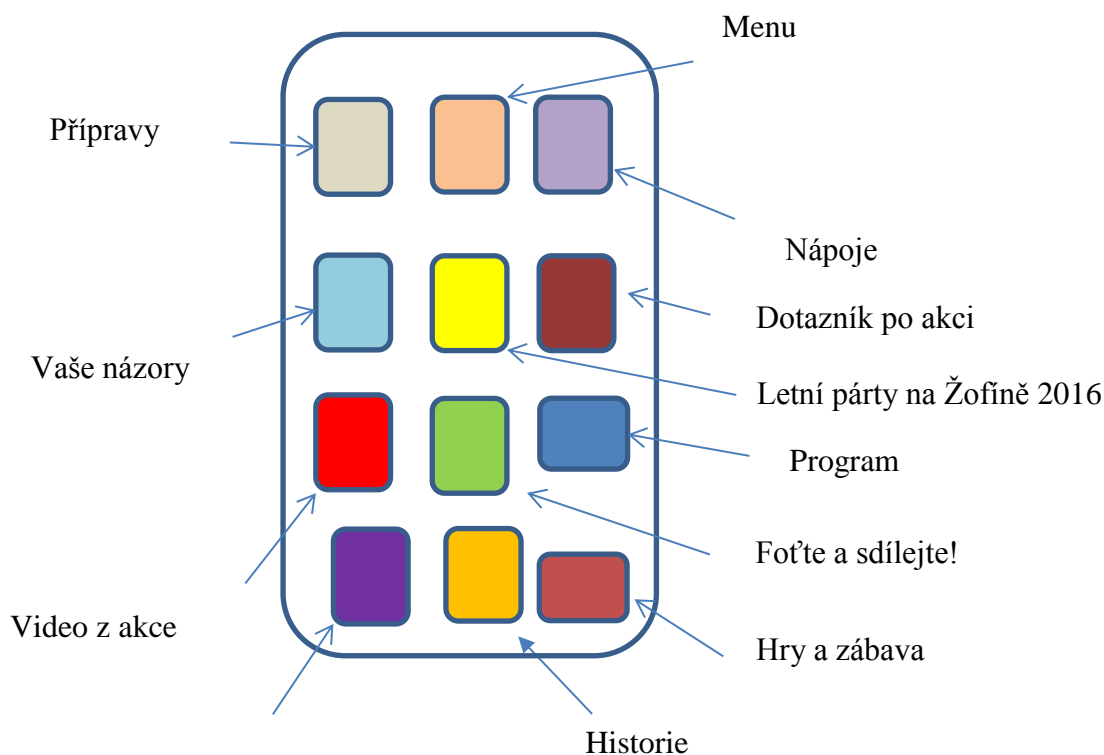 Menu
Přípravy
Nápoje
Dotazník po akci
Vaše názory
Letní párty na Žofíně 2016
Program
Foťte a sdílejte!
Video z akce
Hry a zábava
Historie